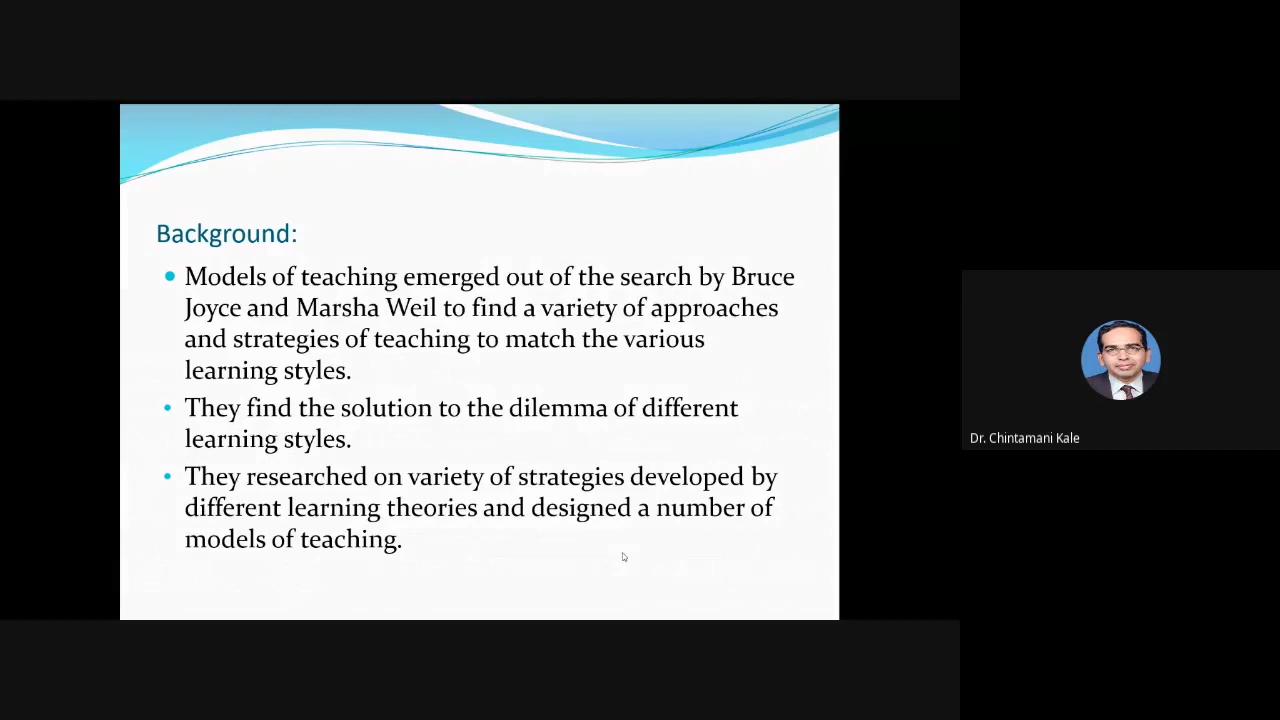 Background:
Models of teaching emerged out of the search by Bruce
Joyce and Marsha Weil to find a variety of approaches
and strategies of teaching to match the various
learning styles.
They find the solution to the dilemma of different
learning styles.
They researched on variety of strategies developed by
different learning theories and designed a number of
models of teaching.
Dr. Chintamani Kale